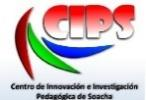 CIPS
Centro de Innovación e Investigación
Pedagógica de Soacha